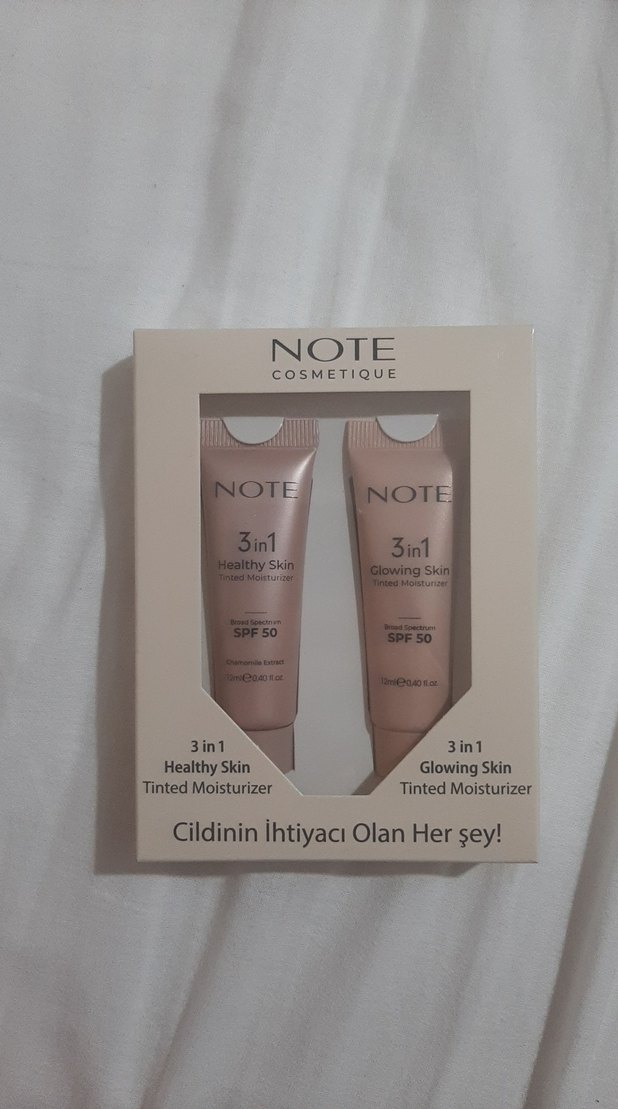 NOTE
COSMETIQUE
NOTE
3 in 1
Healthy Skin
Tinted Moisturizer
Broad Spectrum
SPF 50
Chamomile Extract
12ml e 0.40 fl.oz.
NOTE
3 in 1
Glowing Skin
Tinted Moisturizer
Broad Spectrum
SPF 50
12ml e 0.40 fl.oz.
3 in 1
Healthy Skin
Tinted Moisturizer
3 in 1
Glowing Skin
Tinted Moisturizer
Cildinin İhtiyacı Olan Her şey!